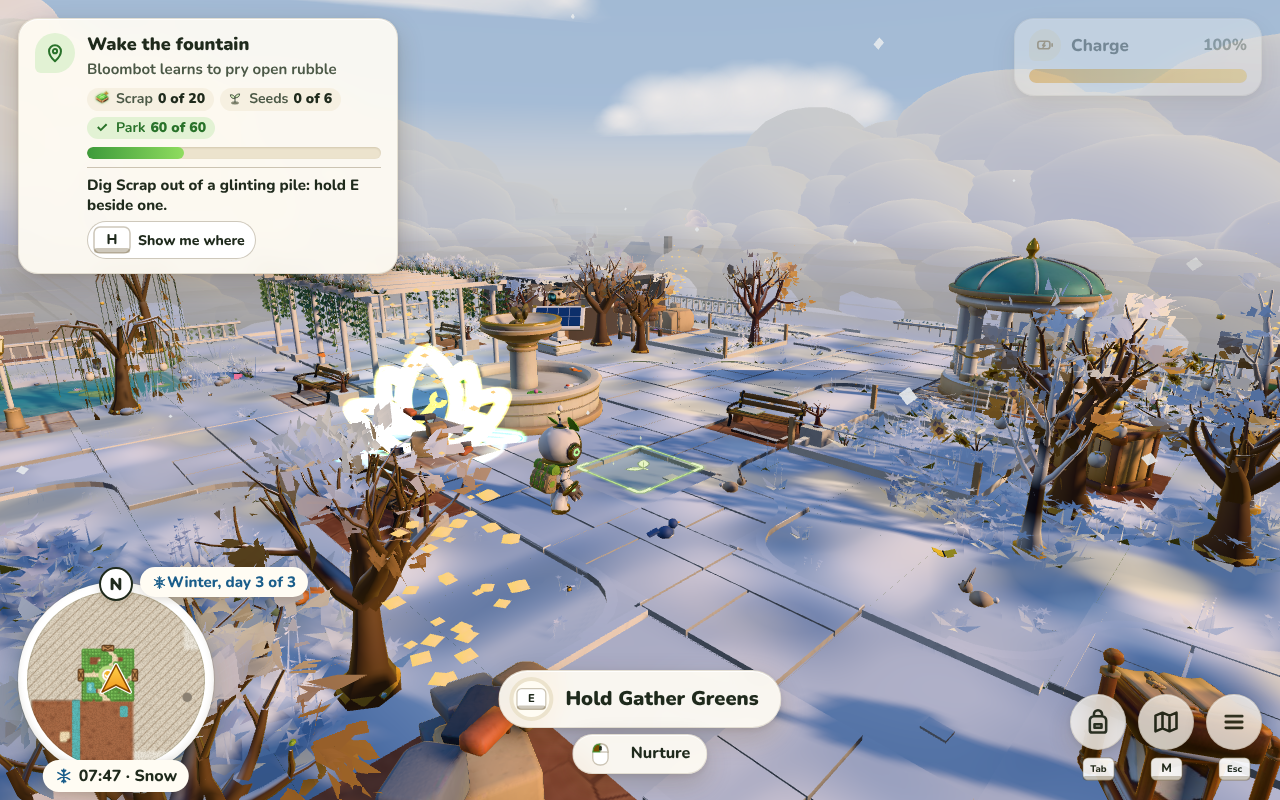 Wake the fountain
Bloombot learns to pry open rubble
Scrap 0 of 20
Seeds 0 of 6
Park 60 of 60
Dig Scrap out of a glinting pile: hold E
beside one.
H Show me where
Charge 100%
N
Winter, day 3 of 3
07:47 · Snow
E Hold Gather Greens
Nurture
Tab
M
Esc